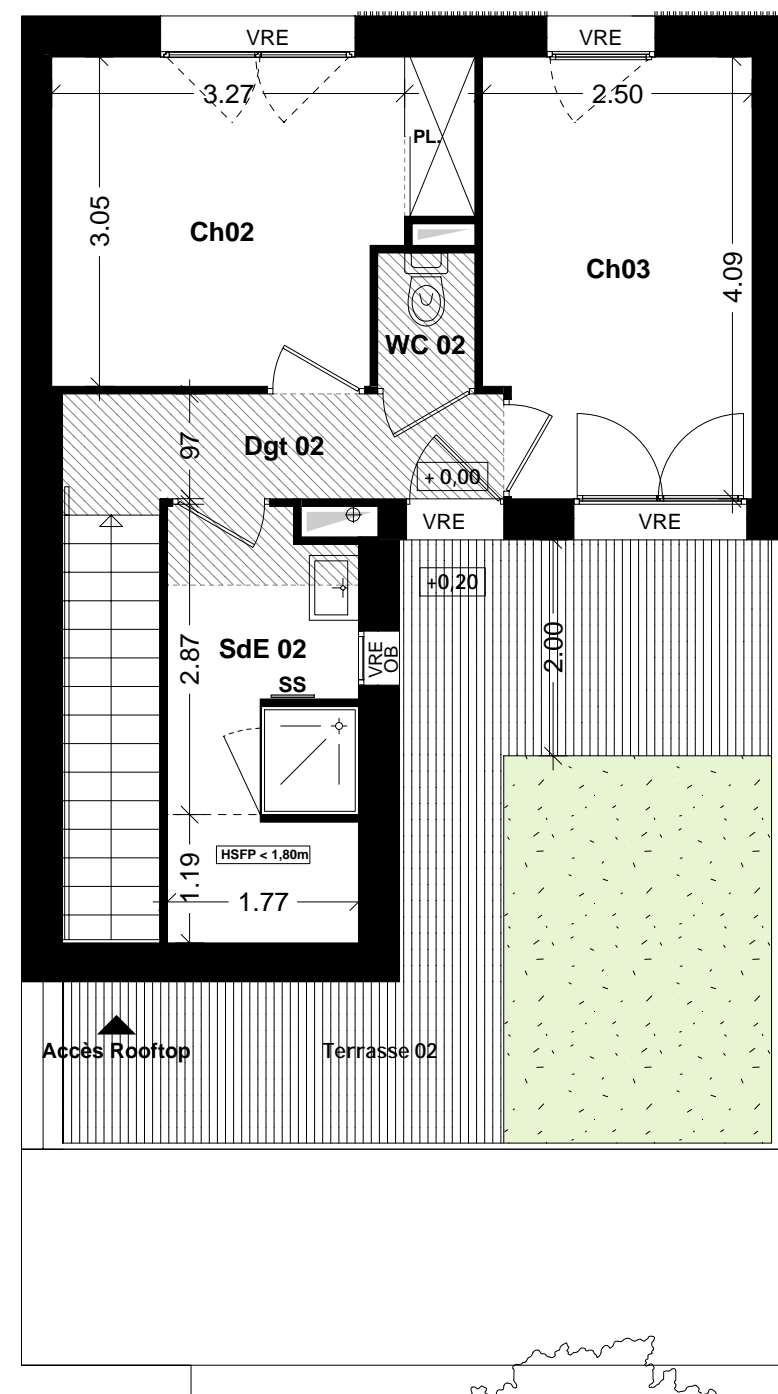 VRE
VRE
3.27
2.50
PL.
3.05
Ch02
Ch03
4.09
WC 02
97
Dgt 02
+ 0,00
VRE
VRE
+0,20
2.00
2.87
SdE 02
VRE
OB
SS
1.19
HSFP < 1,80m
1.77
Accès Rooftop
Terrasse 02